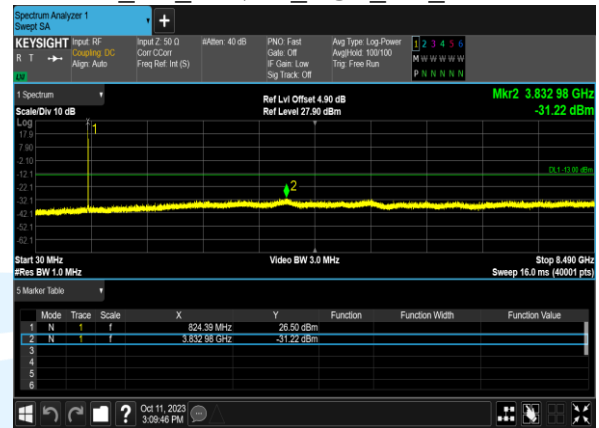 Spectrum Analyzer 1
Swept SA
KEYSIGHT Input: RF Input Z: 50 Ω #Atten: 40 dB PNO: Fast Avg Type: Log-Power 1 2 3 4 5 6
R T Coupling: DC Corr CCorr Gate: Off Avg|Hold: 100/100 M W W W W W
Align: Auto Freq Ref: Int (S) IF Gain: Low Trig: Free Run
Sig Track: Off P N N N N N
LW
1 Spectrum Ref Lvl Offset 4.90 dB Mkr2 3.832 98 GHz
Scale/Div 10 dB Ref Level 27.90 dBm -31.22 dBm
Log
17.9
7.90
-2.10
-12.1
-22.1
-32.1
-42.1
-52.1
-62.1
1
2
DL1 -13.00 dBm
Start 30 MHz Video BW 3.0 MHz Stop 8.490 GHz
#Res BW 1.0 MHz Sweep 16.0 ms (40001 pts)
5 Marker Table
Mode Trace Scale X Y Function Function Width Function Value
1 N 1 f 824.39 MHz 26.50 dBm
2 N 1 f 3.832 98 GHz -31.22 dBm
3
4
5
6
Oct 11, 2023
3:09:46 PM